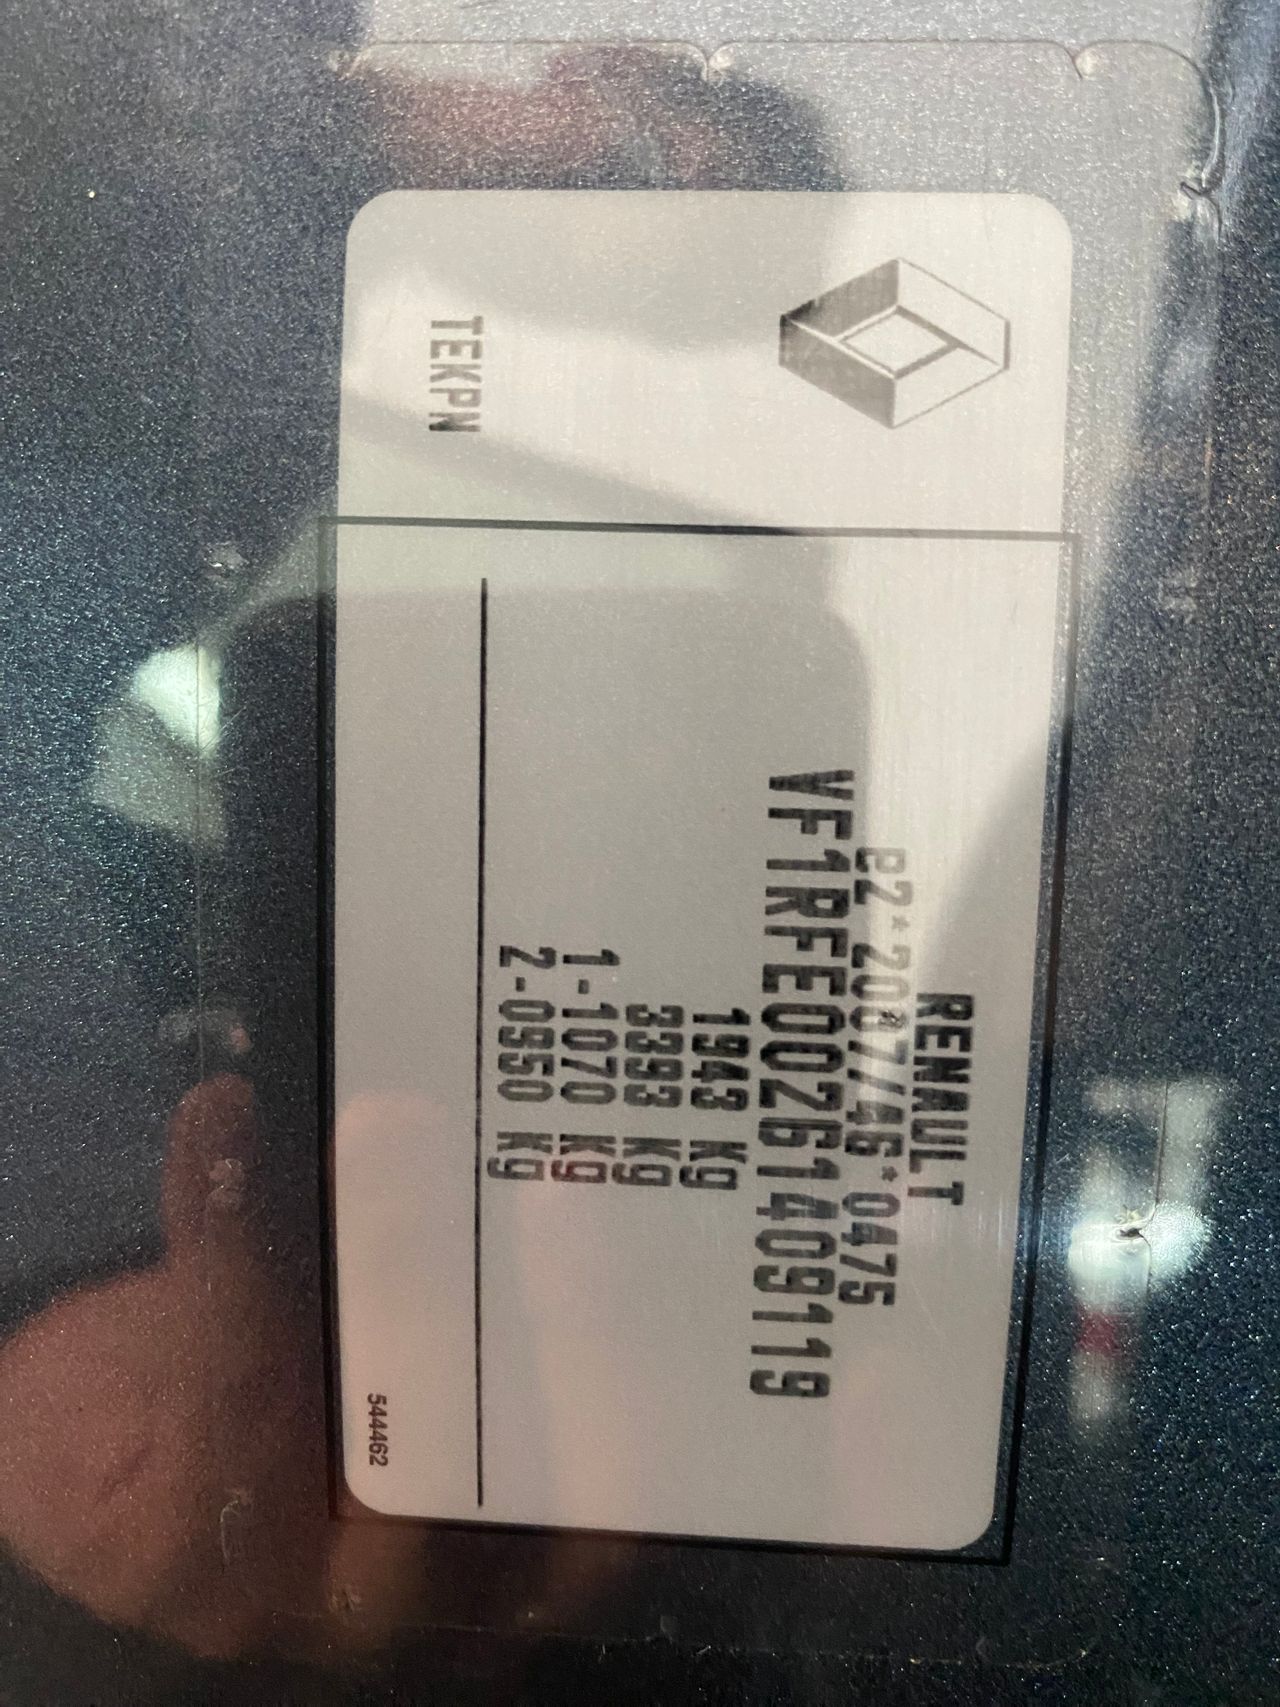 RENAULT
e2*2007/46*0475
VF1RFE00261409119
1943 Kg
3393 Kg
1-1070 Kg
2-0950 Kg
TEKPN
544462